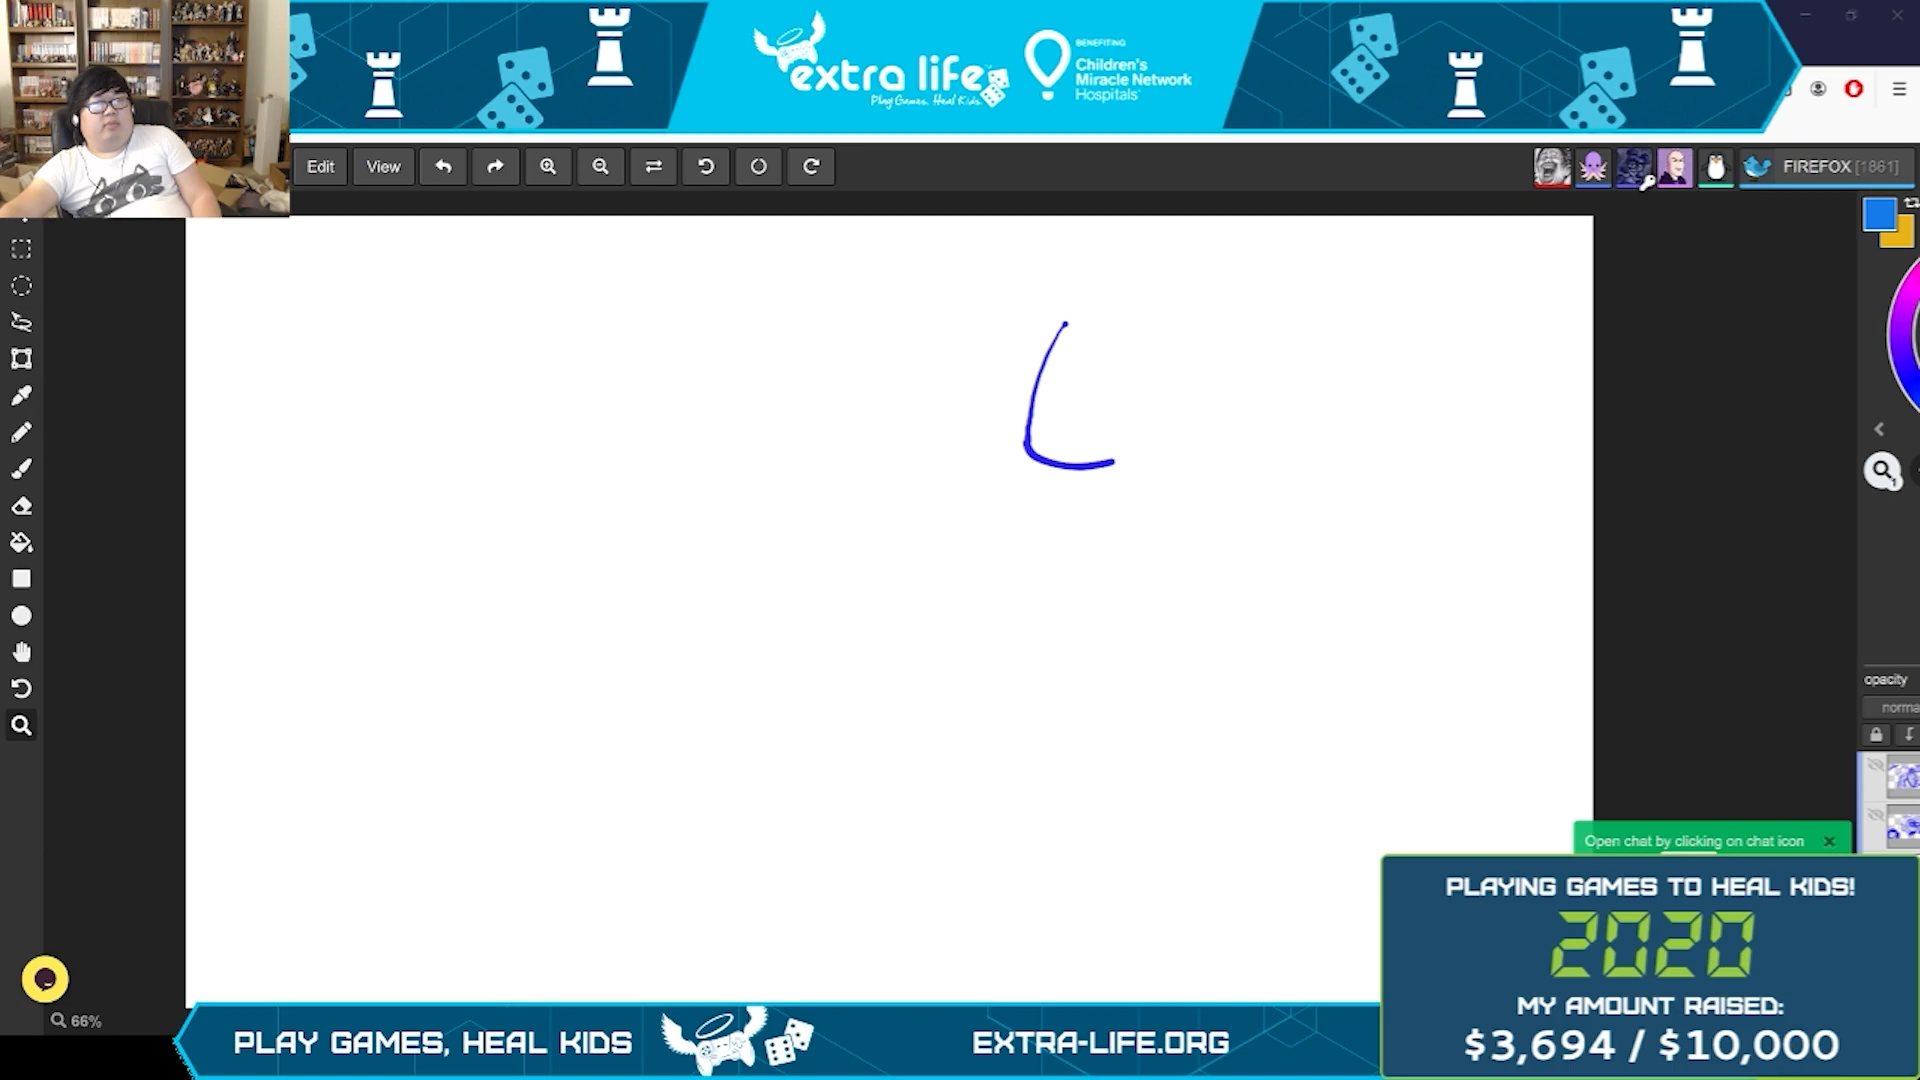 extra life
Play Games. Heal Kids.
BENEFITING
Children's
Miracle Network
Hospitals
Edit
View
FIREFOX [1861]
opacity
norma
Open chat by clicking on chat icon
PLAYING GAMES TO HEAL KIDS!
2020
MY AMOUNT RAISED:
$3,694 / $10,000
66%
PLAY GAMES, HEAL KIDS
EXTRA-LIFE.ORG